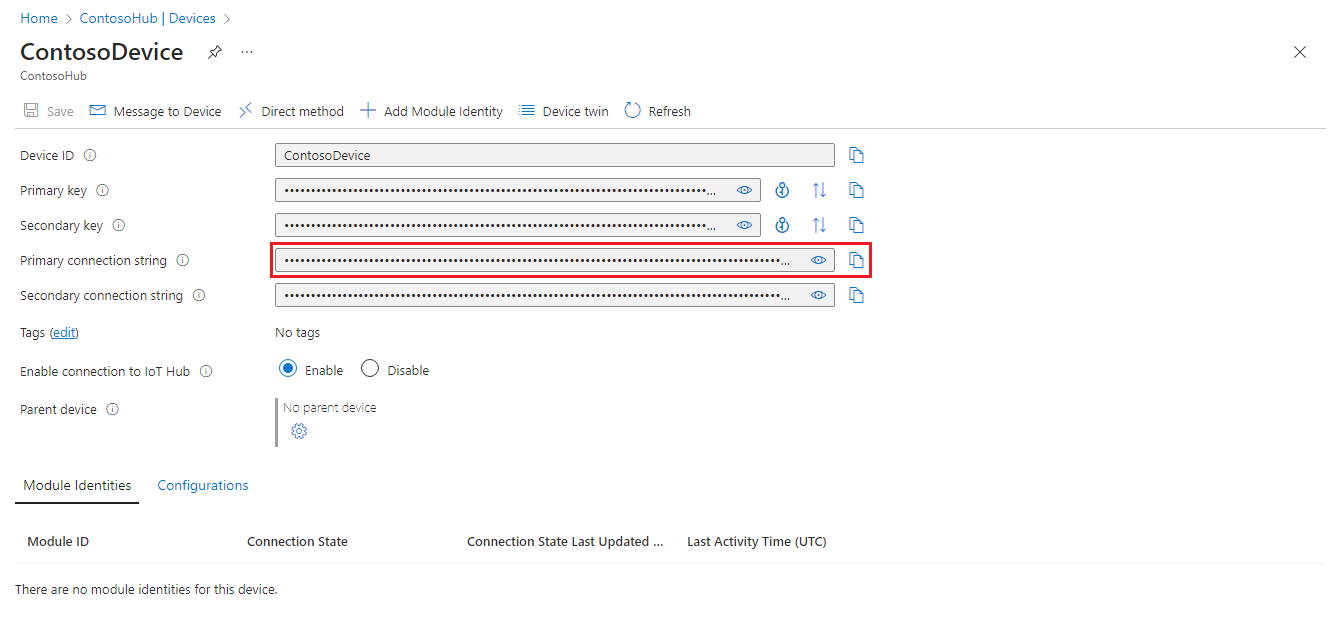 Home > ContosoHub | Devices >
ContosoDevice ...
ContosoHub
Save Message to Device Direct method Add Module Identity Device twin Refresh
Device ID ContosoDevice
Primary key ••••••••••••••••••••••••••••••••••••••••••••••••••••••••••••••••••••••••••••••••...
Secondary key ••••••••••••••••••••••••••••••••••••••••••••••••••••••••••••••••••••••••••••••••...
Primary connection string ••••••••••••••••••••••••••••••••••••••••••••••••••••••••••••••••••••••••••••••••••••••••••••••...
Secondary connection string ••••••••••••••••••••••••••••••••••••••••••••••••••••••••••••••••••••••••••••••••••••••••••••••...
Tags (edit) No tags
Enable connection to IoT Hub Enable Disable
Parent device No parent device
Module Identities Configurations
Module ID Connection State Connection State Last Updated ... Last Activity Time (UTC)
There are no module identities for this device.